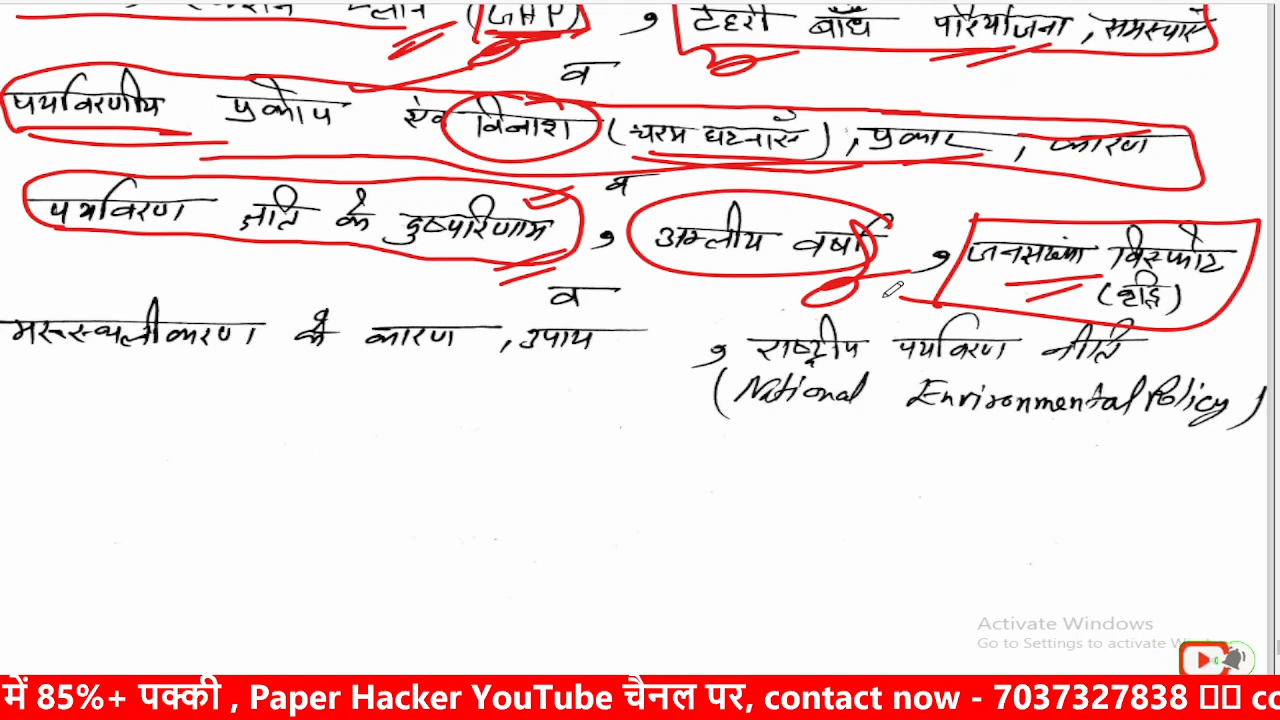 (GAP) , टेहरी बाँध परियोजना , समस्याएँ
व
पर्यावरणीय प्रकोप एंव विनाश (चरम घटनाएँ) , प्रकार , कारण
व
पर्यावरण क्षति के दुष्परिणाम , अम्लीय वर्षा , जनसंख्या विस्फोट
(वृद्धि)
व
मरूस्थलीकरण के कारण , उपाय , राष्ट्रीय पर्यावरण नीति
(National Environmental Policy)
Activate Windows
Go to Settings to activate
में 85%+ पक्की , Paper Hacker YouTube चैनल पर, contact now - 7037327838 co